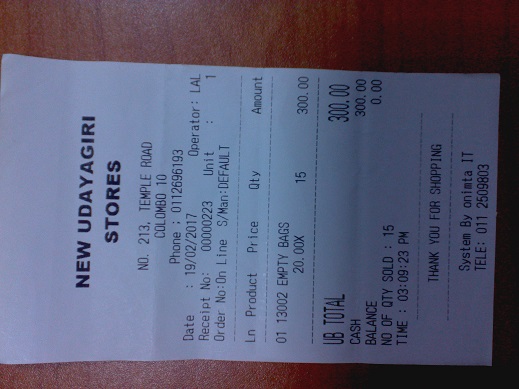 NEW UDAYAGIRI
STORES
NO. 213, TEMPLE ROAD
COLOMBO 10
Phone : 0112696193
Date : 19/02/2017 Operator: LAL
Receipt No: 00000223 Unit : 1
Order No:On Line S/Man:DEFAULT
Ln Product Price Qty Amount
01 13002 EMPTY BAGS
20.00X 15 300.00
UB TOTAL 300.00
CASH 300.00
BALANCE 0.00
NO OF QTY SOLD : 15
TIME : 03:09:23 PM
THANK YOU FOR SHOPPING
System By onimta IT
TELE: 011 2509803